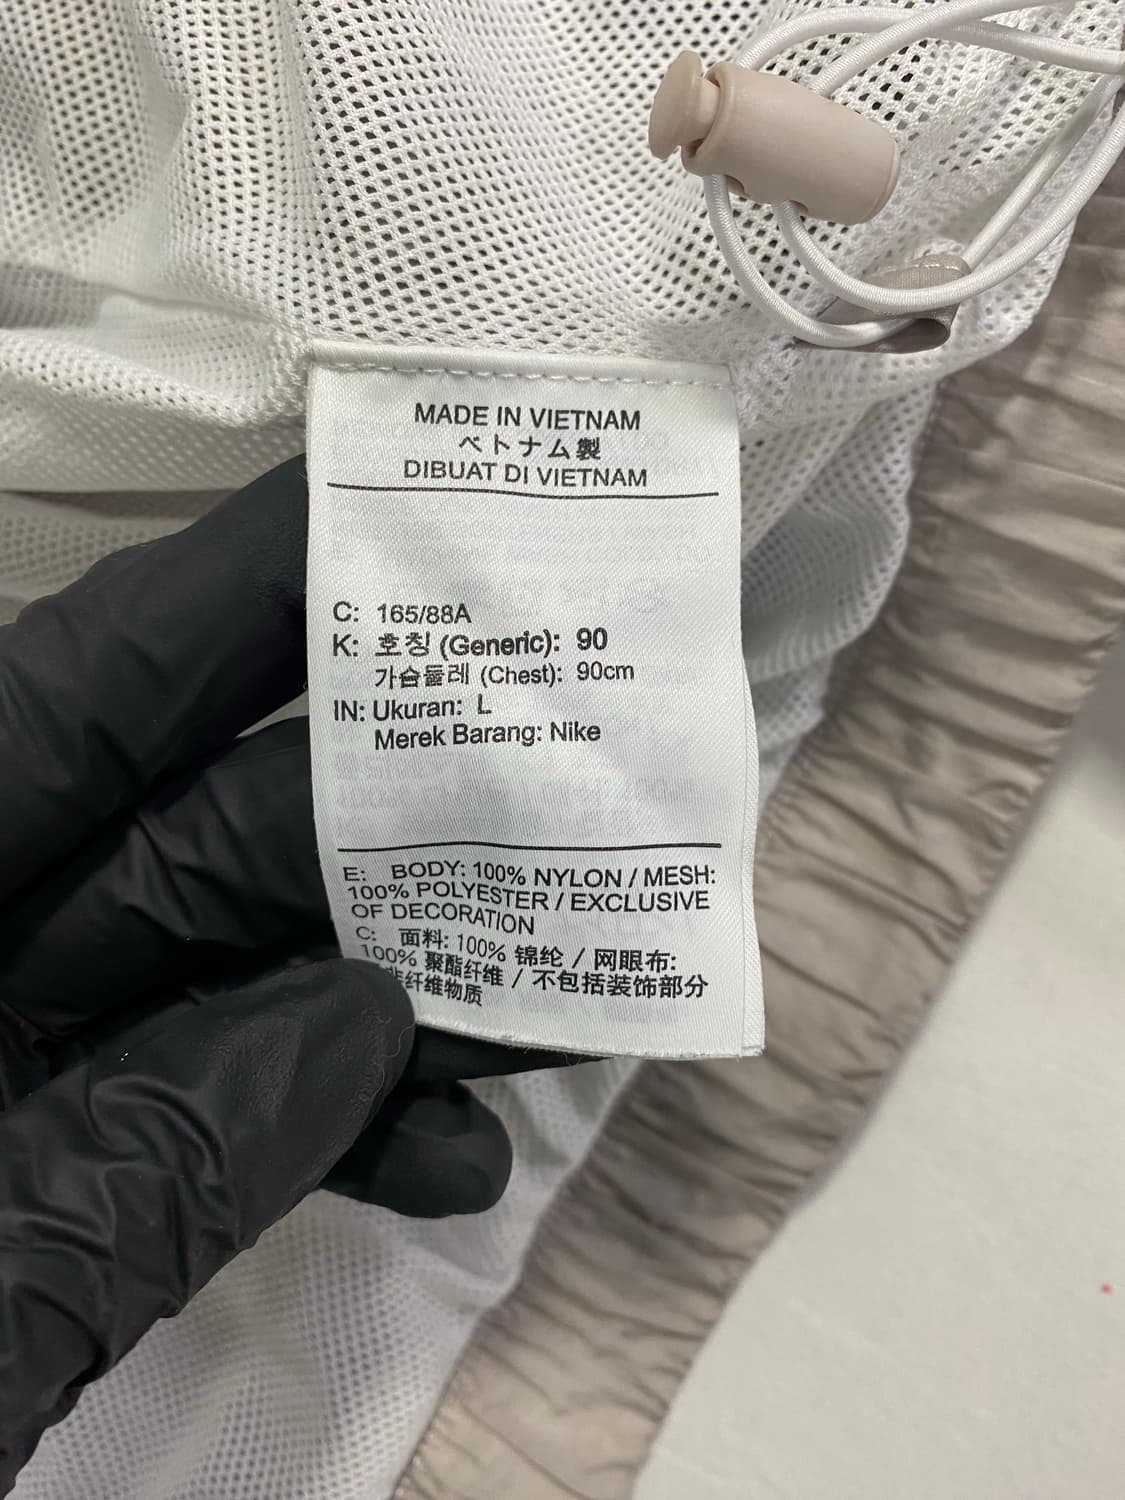 MADE IN VIETNAM
ベトナム製
DIBUAT DI VIETNAM
C: 165/88A
K: 호칭 (Generic): 90
가슴둘레 (Chest): 90cm
IN: Ukuran: L
Merek Barang: Nike
E: BODY: 100% NYLON / MESH:
100% POLYESTER / EXCLUSIVE
OF DECORATION
C: 面料: 100% 锦纶 / 网眼布:
100% 聚酯纤维 / 不包括装饰部分
非纤维物质